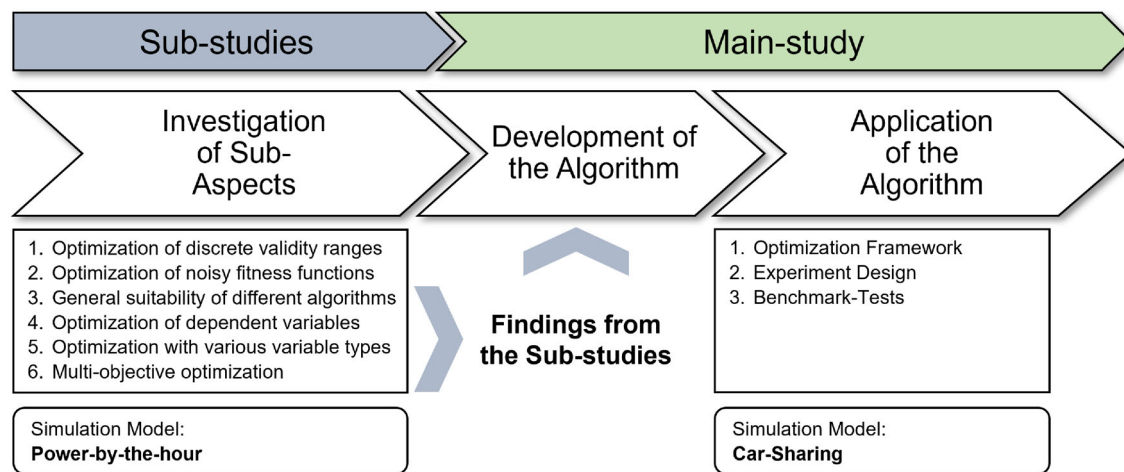 Sub-studies
Main-study
Investigation
of Sub-
Aspects
Development of
the Algorithm
Application
of the
Algorithm
1. Optimization of discrete validity ranges
2. Optimization of noisy fitness functions
3. General suitability of different algorithms
4. Optimization of dependent variables
5. Optimization with various variable types
6. Multi-objective optimization
Findings from
the Sub-studies
1. Optimization Framework
2. Experiment Design
3. Benchmark-Tests
Simulation Model:
Power-by-the-hour
Simulation Model:
Car-Sharing